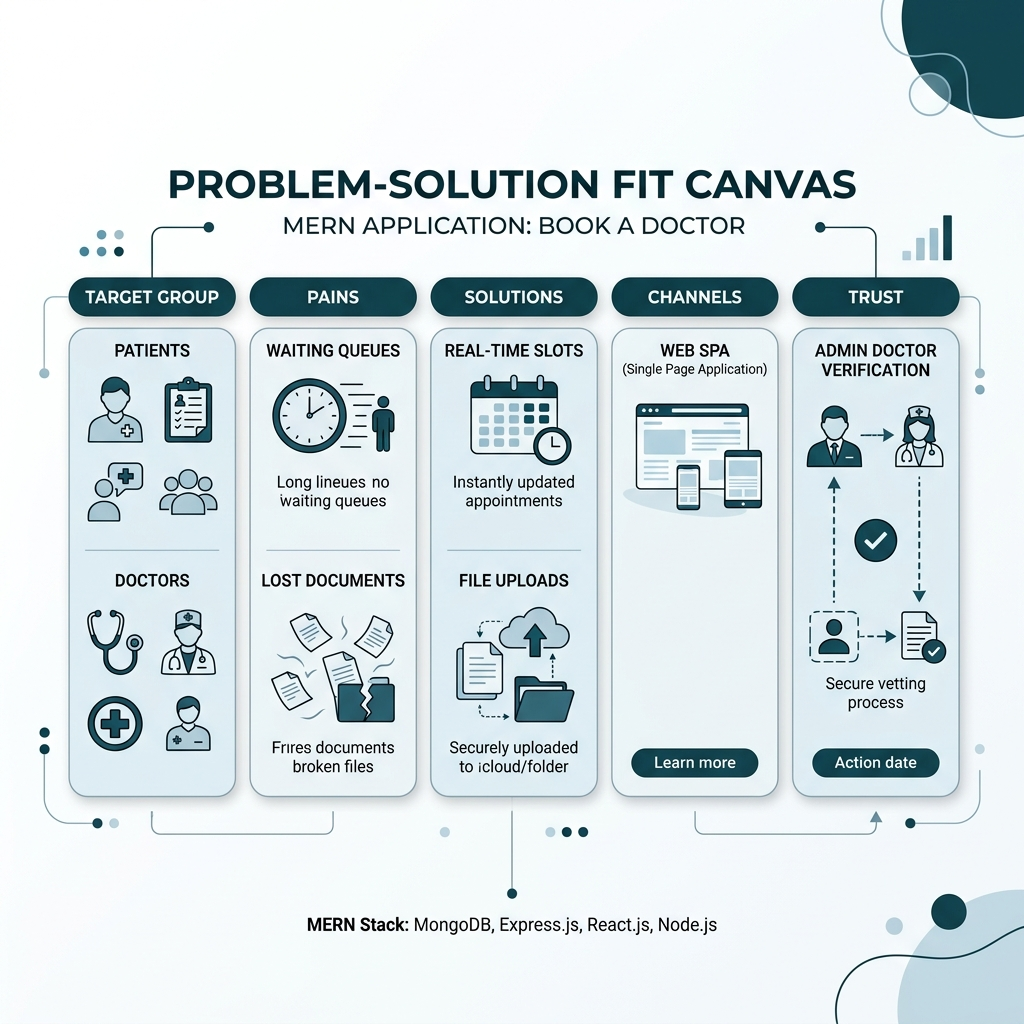 PROBLEM-SOLUTION FIT CANVAS
MERN APPLICATION: BOOK A DOCTOR
TARGET GROUP
PATIENTS
DOCTORS
PAINS
WAITING QUEUES
Long lineues no
waiting queues
LOST DOCUMENTS
Frıres documents
broken files
SOLUTIONS
REAL-TIME SLOTS
Instantly updated
appointments
FILE UPLOADS
Securely uploaded
to icloud/folder
CHANNELS
WEB SPA
(Single Page Application)
Learn more
TRUST
ADMIN DOCTOR
VERIFICATION
Secure vetting
process
Action date
MERN Stack: MongoDB, Express.js, React.js, Node.js